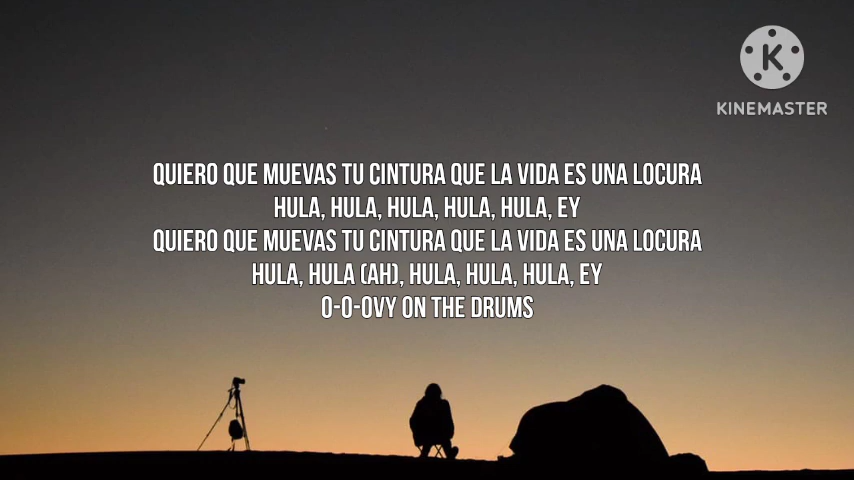 KINEMASTER
QUIERO QUE MUEVAS TU CINTURA QUE LA VIDA ES UNA LOCURA
HULA, HULA, HULA, HULA, HULA, EY
QUIERO QUE MUEVAS TU CINTURA QUE LA VIDA ES UNA LOCURA
HULA, HULA (AH), HULA, HULA, HULA, EY
O-O-OVY ON THE DRUMS